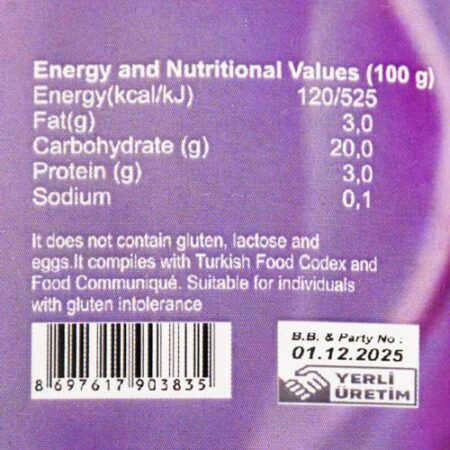 Energy and Nutritional Values (100 g)
Energy(kcal/kJ) 120/525
Fat(g) 3,0
Carbohydrate (g) 20,0
Protein (g) 3,0
Sodium 0,1
It does not contain gluten, lactose and
eggs.It compiles with Turkish Food Codex and
Food Communiqué. Suitable for individuals
with gluten intolerance
8 697617 903835
B.B. & Party No :
01.12.2025
YERLİ
ÜRETİM